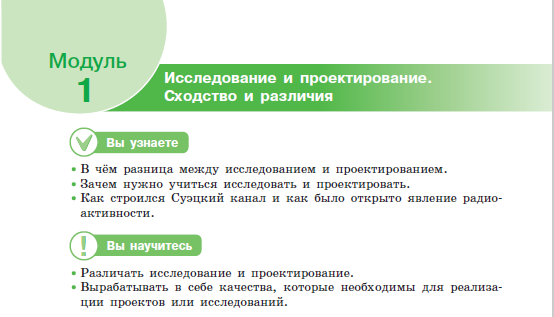 Модуль
1
Исследование и проектирование.
Сходство и различия
Вы узнаете
• В чём разница между исследованием и проектированием.
• Зачем нужно учиться исследовать и проектировать.
• Как строился Суэцкий канал и как было открыто явление радио-
активности.
!
Вы научитесь
• Различать исследование и проектирование.
• Вырабатывать в себе качества, которые необходимы для реализа-
ции проектов или исследований.